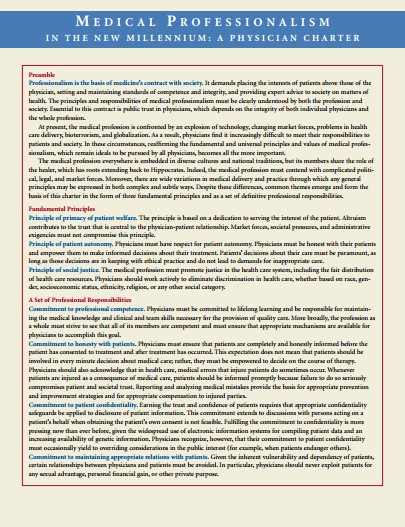 MEDICAL PROFESSIONALISM
IN THE NEW MILLENNIUM: A PHYSICIAN CHARTER
Preamble
Professionalism is the basis of medicine's contract with society. It demands placing the interests of patients above those of the
physician, setting and maintaining standards of competence and integrity, and providing expert advice to society on matters of
health. The principles and responsibilities of medical professionalism must be clearly understood by both the profession and
society. Essential to this contract is public trust in physicians, which depends on the integrity of both individual physicians and
the whole profession.
At present, the medical profession is confronted by an explosion of technology, changing market forces, problems in health
care delivery, bioterrorism, and globalization. As a result, physicians find it increasingly difficult to meet their responsibilities to
patients and society. In these circumstances, reaffirming the fundamental and universal principles and values of medical profes-
sionalism, which remain ideals to be pursued by all physicians, becomes all the more important.
The medical profession everywhere is embedded in diverse cultures and national traditions, but its members share the role of
the healer, which has roots extending back to Hippocrates. Indeed, the medical profession must contend with complicated politi-
cal, legal, and market forces. Moreover, there are wide variations in medical delivery and practice through which any general
principles may be expressed in both complex and subtle ways. Despite these differences, common themes emerge and form the
basis of this charter in the form of three fundamental principles and as a set of definitive professional responsibilities.
Fundamental Principles
Principle of primacy of patient welfare. The principle is based on a dedication to serving the interest of the patient. Altruism
contributes to the trust that is central to the physician-patient relationship. Market forces, societal pressures, and administrative
exigencies must not compromise this principle.
Principle of patient autonomy. Physicians must have respect for patient autonomy. Physicians must be honest with their patients
and empower them to make informed decisions about their treatment. Patients' decisions about their care must be paramount, as
long as those decisions are in keeping with ethical practice and do not lead to demands for inappropriate care.
Principle of social justice. The medical profession must promote justice in the health care system, including the fair distribution
of health care resources. Physicians should work actively to eliminate discrimination in health care, whether based on race, gen-
der, socioeconomic status, ethnicity, religion, or any other social category.
A Set of Professional Responsibilities
Commitment to professional competence. Physicians must be committed to lifelong learning and be responsible for maintain-
ing the medical knowledge and clinical and team skills necessary for the provision of quality care. More broadly, the profession as
a whole must strive to see that all of its members are competent and must ensure that appropriate mechanisms are available for
physicians to accomplish this goal.
Commitment to honesty with patients. Physicians must ensure that patients are completely and honestly informed before the
patient has consented to treatment and after treatment has occurred. This expectation does not mean that patients should be
involved in every minute decision about medical care; rather, they must be empowered to decide on the course of therapy.
Physicians should also acknowledge that in health care, medical errors that injure patients do sometimes occur. Whenever
patients are injured as a consequence of medical care, patients should be informed promptly because failure to do so seriously
compromises patient and societal trust. Reporting and analyzing medical mistakes provide the basis for appropriate prevention
and improvement strategies and for appropriate compensation to injured parties.
Commitment to patient confidentiality. Earning the trust and confidence of patients requires that appropriate confidentiality
safeguards be applied to disclosure of patient information. This commitment extends to discussions with persons acting on a
patient's behalf when obtaining the patient's own consent is not feasible. Fulfilling the commitment to confidentiality is more
pressing now than ever before, given the widespread use of electronic information systems for compiling patient data and an
increasing availability of genetic information. Physicians recognize, however, that their commitment to patient confidentiality
must occasionally yield to overriding considerations in the public interest (for example, when patients endanger others).
Commitment to maintaining appropriate relations with patients. Given the inherent vulnerability and dependency of patients,
certain relationships between physicians and patients must be avoided. In particular, physicians should never exploit patients for
any sexual advantage, personal financial gain, or other private purpose.